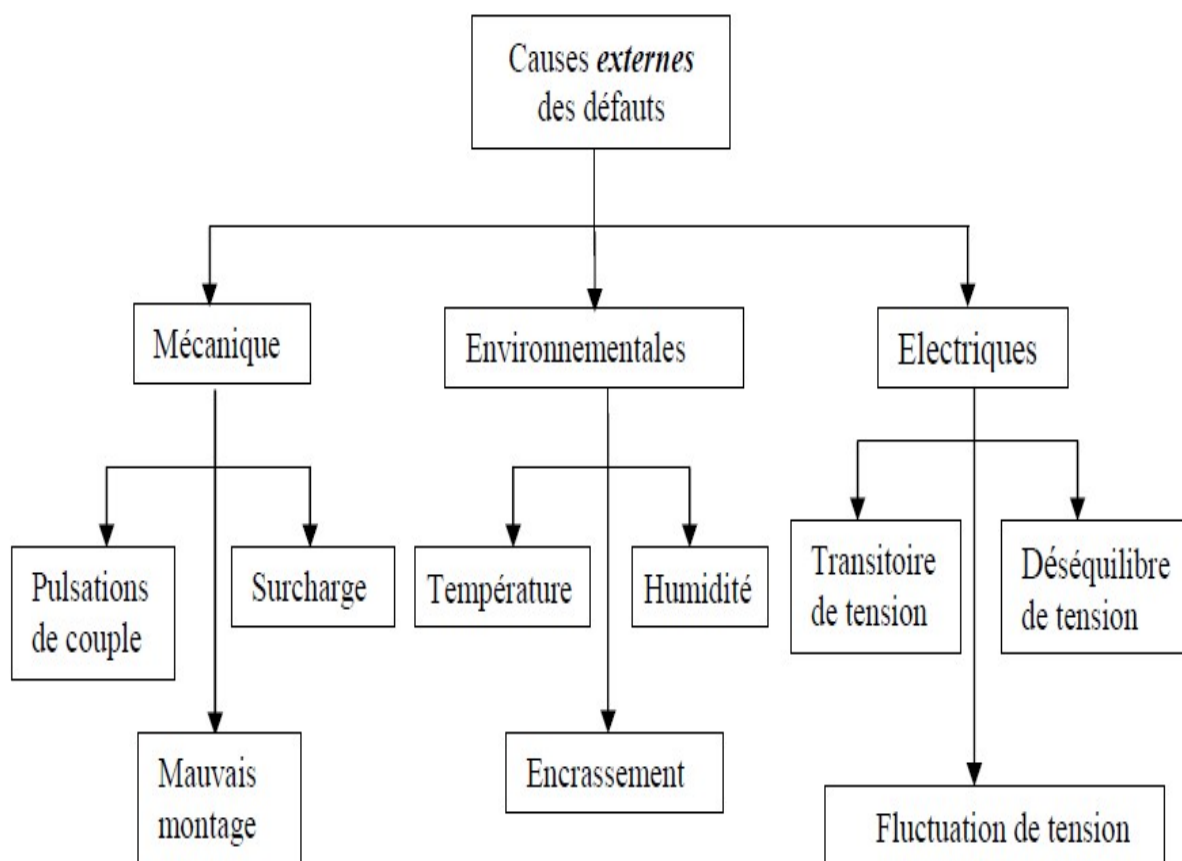 Causes externes
des défauts
Mécanique
Environnementales
Electriques
Pulsations
de couple
Surcharge
Température
Humidité
Transitoire
de tension
Déséquilibre
de tension
Mauvais
montage
Encrassement
Fluctuation de tension